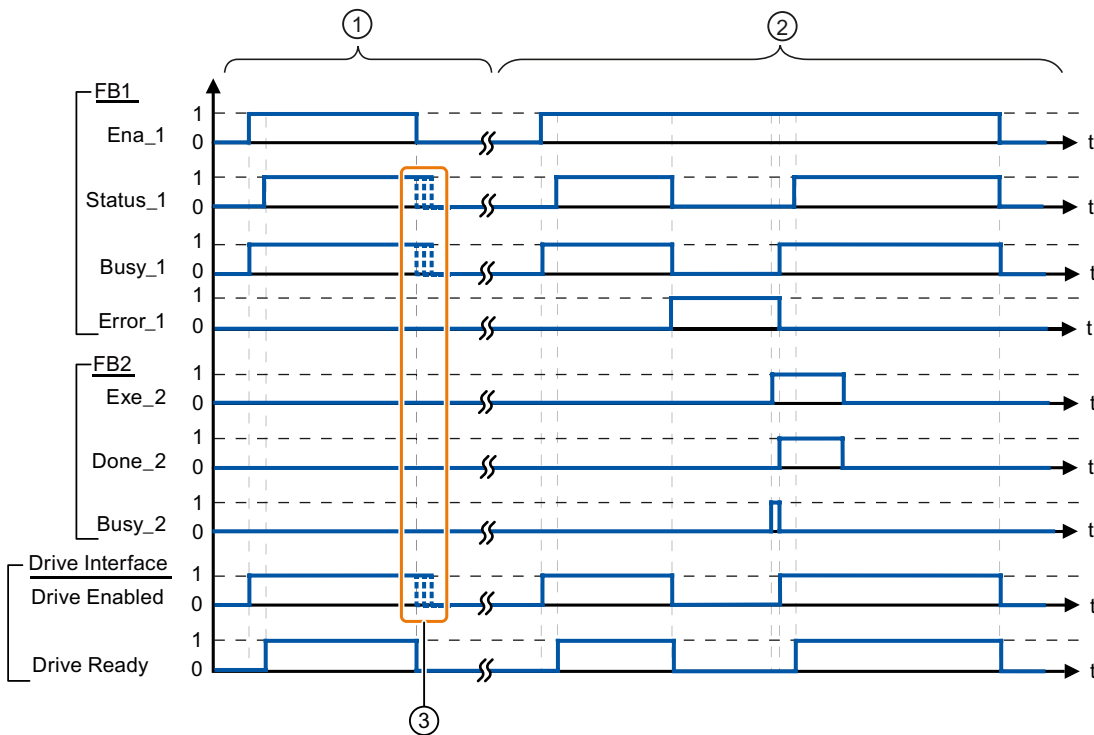 1
2
FB1
1
Ena_1
0
t
1
Status_1
0
t
1
Busy_1
0
t
1
Error_1
0
t
FB2
1
Exe_2
0
t
1
Done_2
0
t
1
Busy_2
0
t
Drive Interface
1
Drive Enabled
0
t
1
Drive Ready
0
t
3